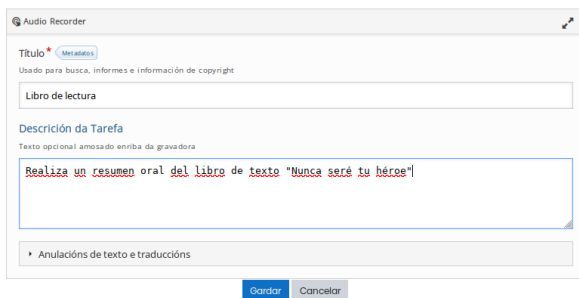 Audio Recorder
Título * Metadatos
Usado para busca, informes e información de copyright
Libro de lectura
Descrición da Tarefa
Texto opcional amosado enriba da gravadora
Realiza un resumen oral del libro de texto "Nunca seré tu héroe"
Anulacións de texto e traduccións
Gardar Cancelar